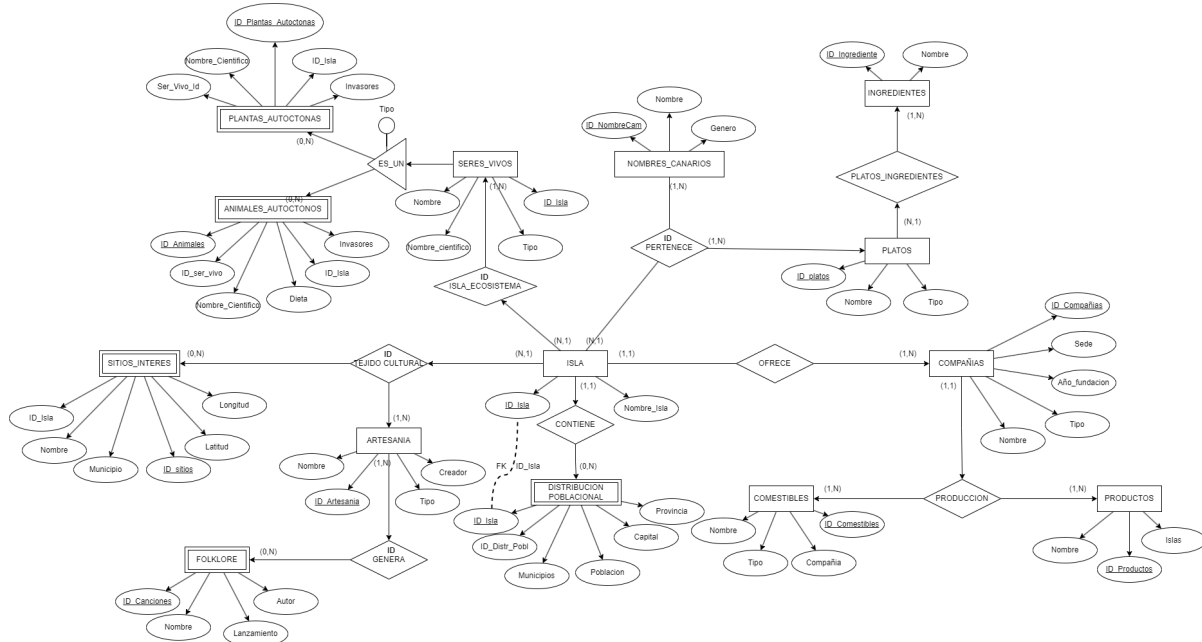 ID_Plantas_Autoctonas
Nombre_Cientifico
ID_Isla
Ser_Vivo_Id
Invasores
PLANTAS_AUTOCTONAS
Tipo
(0,N)
ES_UN
SERES_VIVOS
(1,N)
Nombre
ID_Isla
Nombre_cientifico
Tipo
(0,N)
ANIMALES_AUTOCTONOS
ID_Animales
Invasores
ID_ser_vivo
ID_Isla
Nombre_Cientifico
Dieta
ID
ISLA_ECOSISTEMA
Nombre
ID_NombreCam
Genero
NOMBRES_CANARIOS
(1,N)
ID
PERTENECE
(1,N)
ID_Ingrediente
Nombre
INGREDIENTES
(1,N)
PLATOS_INGREDIENTES
(N,1)
PLATOS
ID_platos
Nombre
Tipo
(N,1)
(N,1)
SITIOS_INTERES
(0,N)
ID
TEJIDO CULTURAL
(N,1)
ISLA
(1,1)
OFRECE
(1,N)
COMPAÑIAS
(1,1)
ID_Compañias
Sede
Año_fundacion
Tipo
Nombre
ID_Isla
Nombre
Municipio
ID_sitios
Latitud
Longitud
(1,N)
ARTESANIA
(1,N)
Nombre
ID_Artesania
Tipo
Creador
ID_Isla
(1,1)
Nombre_Isla
CONTIENE
FK
ID_Isla
(0,N)
DISTRIBUCION
POBLACIONAL
ID_Isla
ID_Distr_Pobl
Municipios
Poblacion
Capital
Provincia
COMESTIBLES
(1,N)
PRODUCCION
(1,N)
PRODUCTOS
Nombre
ID_Comestibles
Tipo
Compañia
Nombre
ID_Productos
Islas
FOLKLORE
(0,N)
ID
GENERA
ID_Canciones
Nombre
Lanzamiento
Autor